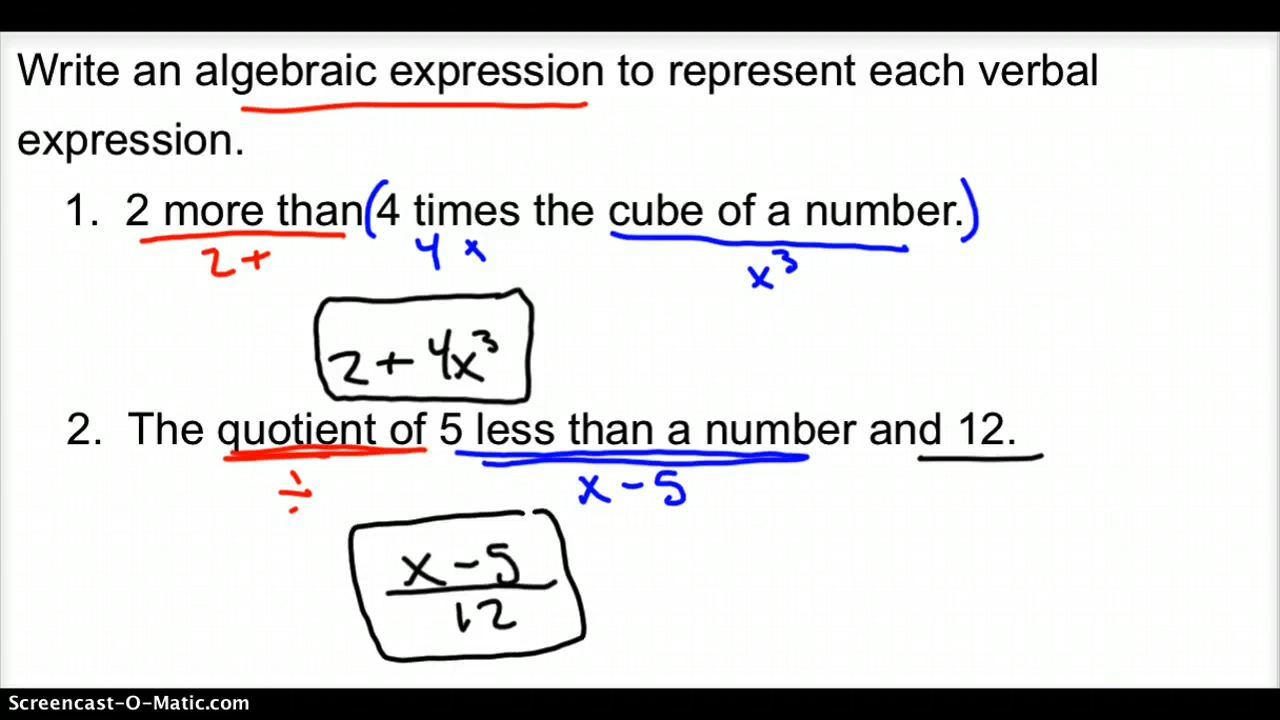 Write an algebraic expression to represent each verbal
expression.
1. 2 more than(4 times the cube of a number.)
2 + 4 x x³
2 + 4x³
2. The quotient of 5 less than a number and 12.
÷ x - 5
x - 5
12
Screencast-O-Matic.com